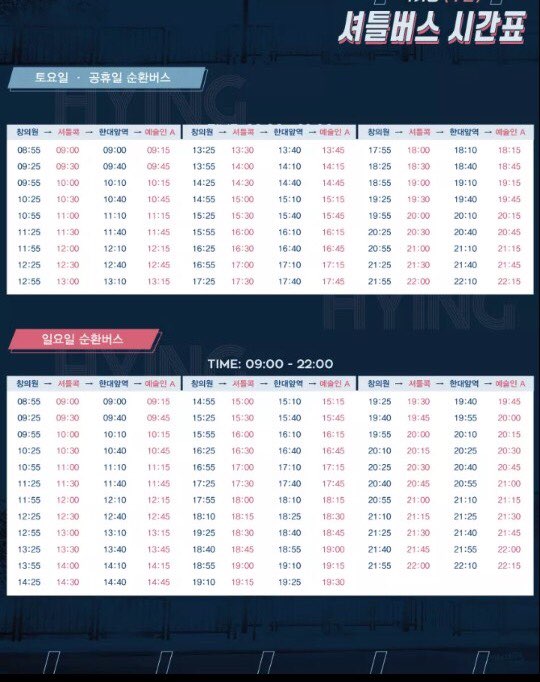 셔틀버스 시간표
토요일 · 공휴일 순환버스
HYING
창의원 → 셔틀콕 → 한대앞역 → 예술인 A 창의원 → 셔틀콕 → 한대앞역 → 예술인 A 창의원 → 셔틀콕 → 한대앞역 → 예술인 A
08:55 09:00 09:00 09:15 13:25 13:30 13:40 13:45 17:55 18:00 18:10 18:15
09:25 09:30 09:40 09:45 13:55 14:00 14:10 14:15 18:25 18:30 18:40 18:45
09:55 10:00 10:10 10:15 14:25 14:30 14:40 14:45 18:55 19:00 19:10 19:15
10:25 10:30 10:40 10:45 14:55 15:00 15:10 15:15 19:25 19:30 19:40 19:45
10:55 11:00 11:10 11:15 15:25 15:30 15:40 15:45 19:55 20:00 20:10 20:15
11:25 11:30 11:40 11:45 15:55 16:00 16:10 16:15 20:25 20:30 20:40 20:45
11:55 12:00 12:10 12:15 16:25 16:30 16:40 16:45 20:55 21:00 21:10 21:15
12:25 12:30 12:40 12:45 16:55 17:00 17:10 17:15 21:25 21:30 21:40 21:45
12:55 13:00 13:10 13:15 17:25 17:30 17:40 17:45 21:55 22:00 22:10 22:15
HYING
일요일 순환버스
HYING
TIME: 09:00 - 22:00
창의원 → 셔틀콕 → 한대앞역 → 예술인 A 창의원 → 셔틀콕 → 한대앞역 → 예술인 A 창의원 → 셔틀콕 → 한대앞역 → 예술인 A
08:55 09:00 09:00 09:15 14:55 15:00 15:10 15:15 19:25 19:30 19:40 19:45
09:25 09:30 09:40 09:45 15:25 15:30 15:40 15:45 19:40 19:45 19:55 20:00
09:55 10:00 10:10 10:15 15:55 16:00 16:10 16:15 19:55 20:00 20:10 20:15
10:25 10:30 10:40 10:45 16:25 16:30 16:40 16:45 20:10 20:15 20:25 20:30
10:55 11:00 11:10 11:15 16:55 17:00 17:10 17:15 20:25 20:30 20:40 20:45
11:25 11:30 11:40 11:45 17:25 17:30 17:40 17:45 20:40 20:45 20:55 21:00
11:55 12:00 12:10 12:15 17:55 18:00 18:10 18:15 20:55 21:00 21:10 21:15
12:25 12:30 12:40 12:45 18:10 18:15 18:25 18:30 21:10 21:15 21:25 21:30
12:55 13:00 13:10 13:15 19:25 18:30 18:40 18:45 21:25 21:30 21:40 21:45
13:25 13:30 13:40 13:45 18:40 18:45 18:55 19:00 21:40 21:45 21:55 22:00
13:55 14:00 14:10 14:15 18:55 19:00 19:10 19:15 21:55 22:00 22:10 22:15
14:25 14:30 14:40 14:45 19:10 19:15 19:25 19:30